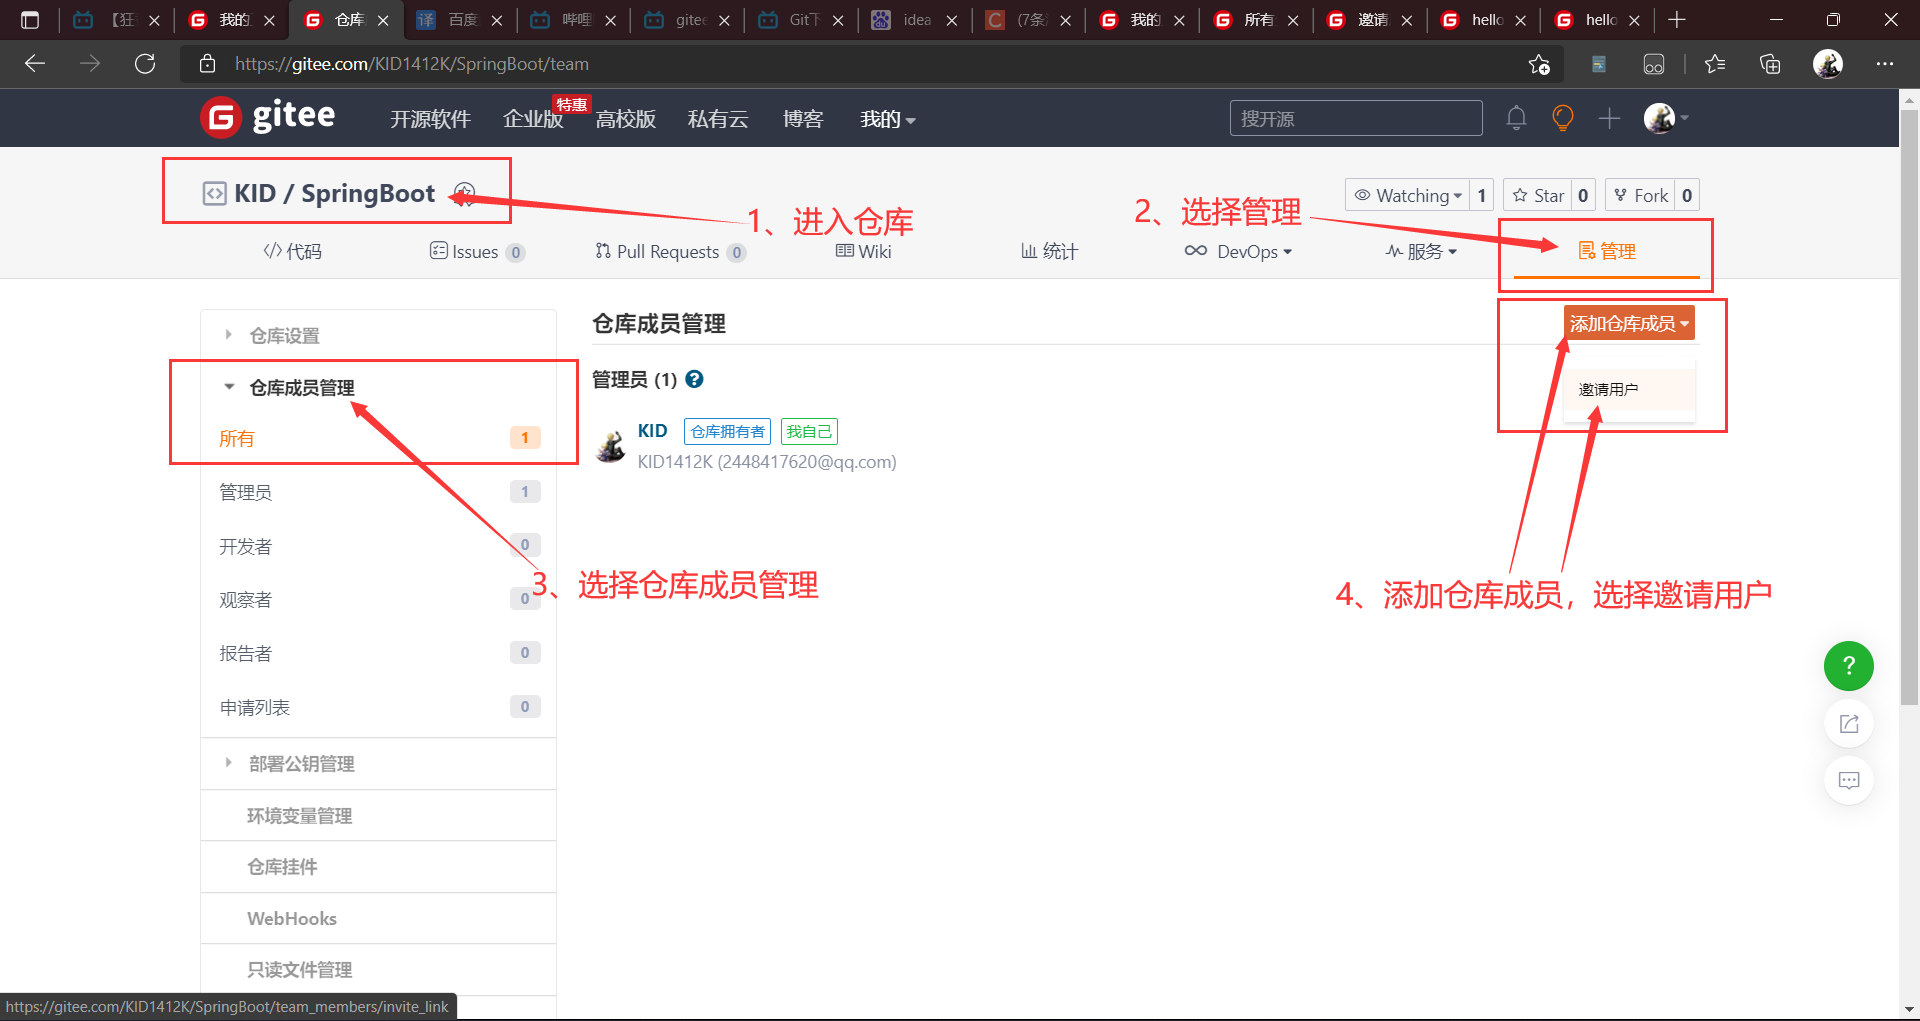 【狂
我的
仓库
百度
哔哩
gitee
Git下
idea
(7条
我的
所有
邀请
hello
hello
https://gitee.com/KID1412K/SpringBoot/team
gitee
开源软件
企业版
特惠
高校版
私有云
博客
我的
搜开源
KID / SpringBoot
1、进入仓库
2、选择管理
Watching 1
Star 0
Fork 0
代码
Issues 0
Pull Requests 0
Wiki
统计
DevOps
服务
管理
仓库设置
仓库成员管理
所有 1
管理员 1
开发者 0
观察者 0
报告者 0
申请列表 0
部署公钥管理
环境变量管理
仓库挂件
WebHooks
只读文件管理
仓库成员管理
添加仓库成员
邀请用户
管理员 (1)
KID 仓库拥有者 我自己
KID1412K (2448417620@qq.com)
3、选择仓库成员管理
4、添加仓库成员，选择邀请用户
https://gitee.com/KID1412K/SpringBoot/team_members/invite_link